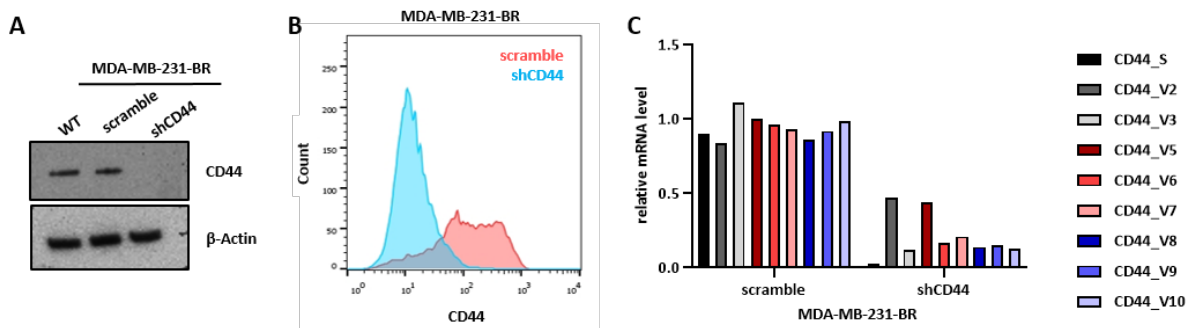 A
MDA-MB-231-BR
WT
scramble
shCD44
CD44
β-Actin
B
MDA-MB-231-BR
scramble
shCD44
Count
250
200
150
100
50
0
10⁰ 10¹ 10² 10³ 10⁴
CD44
C
relative mRNA level
1.5
1.0
0.5
0.0
scramble shCD44
MDA-MB-231-BR
CD44_S
CD44_V2
CD44_V3
CD44_V5
CD44_V6
CD44_V7
CD44_V8
CD44_V9
CD44_V10